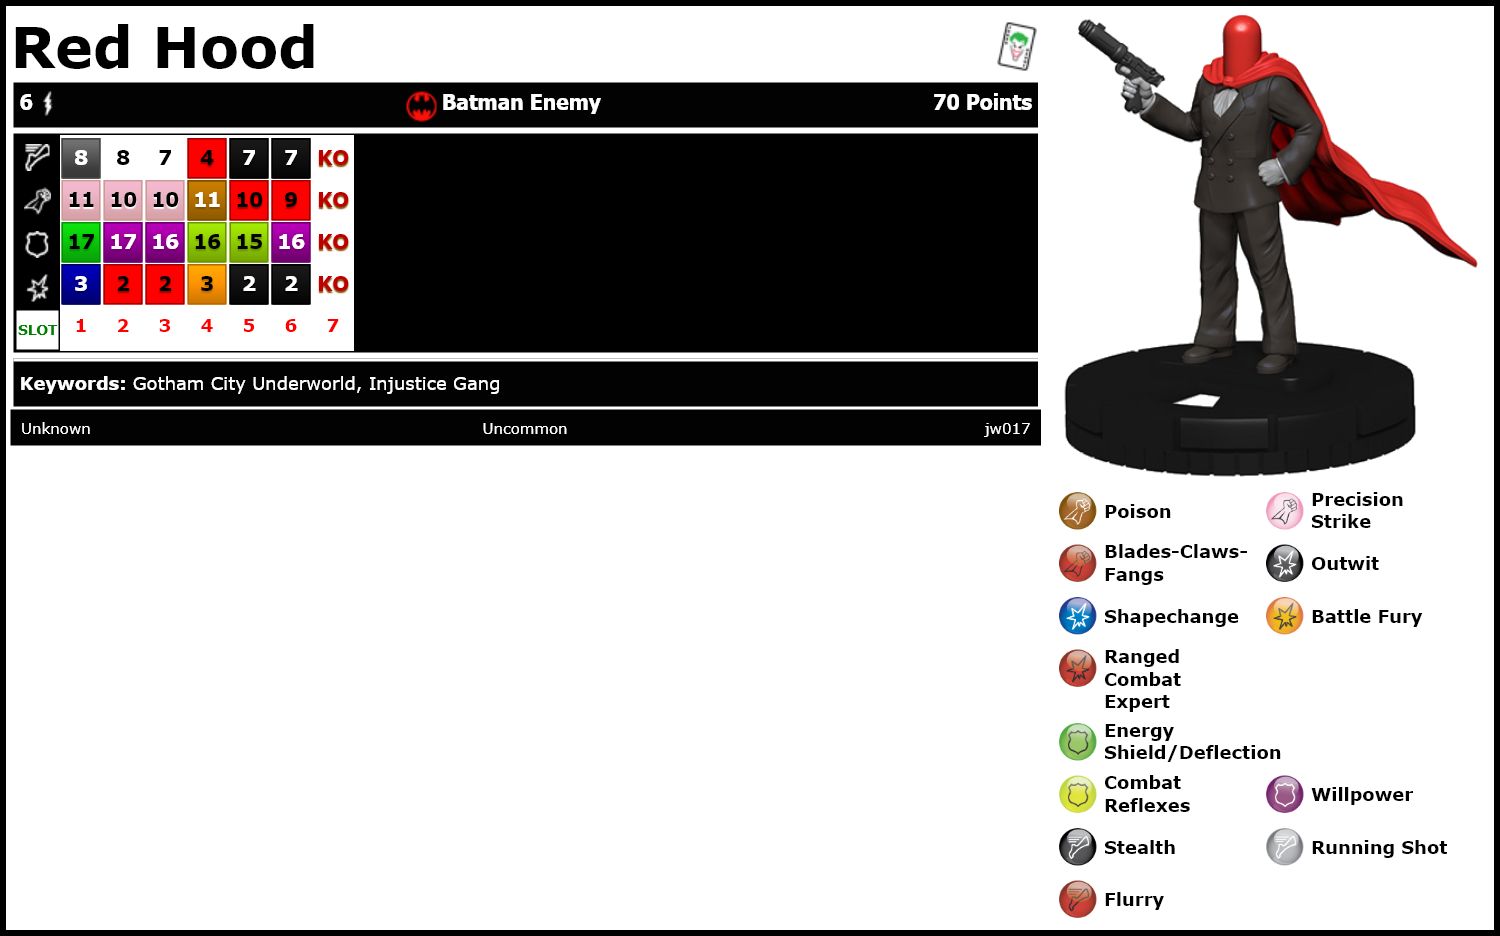 Red Hood
6 Batman Enemy 70 Points
8 8 7 4 7 7 KO
11 10 10 11 10 9 KO
17 17 16 16 15 16 KO
3 2 2 3 2 2 KO
SLOT 1 2 3 4 5 6 7
Keywords: Gotham City Underworld, Injustice Gang
Unknown Uncommon jw017
Poison
Precision
Strike
Blades-Claws-
Fangs
Outwit
Shapechange
Battle Fury
Ranged
Combat
Expert
Energy
Shield/Deflection
Combat
Reflexes
Willpower
Stealth
Running Shot
Flurry